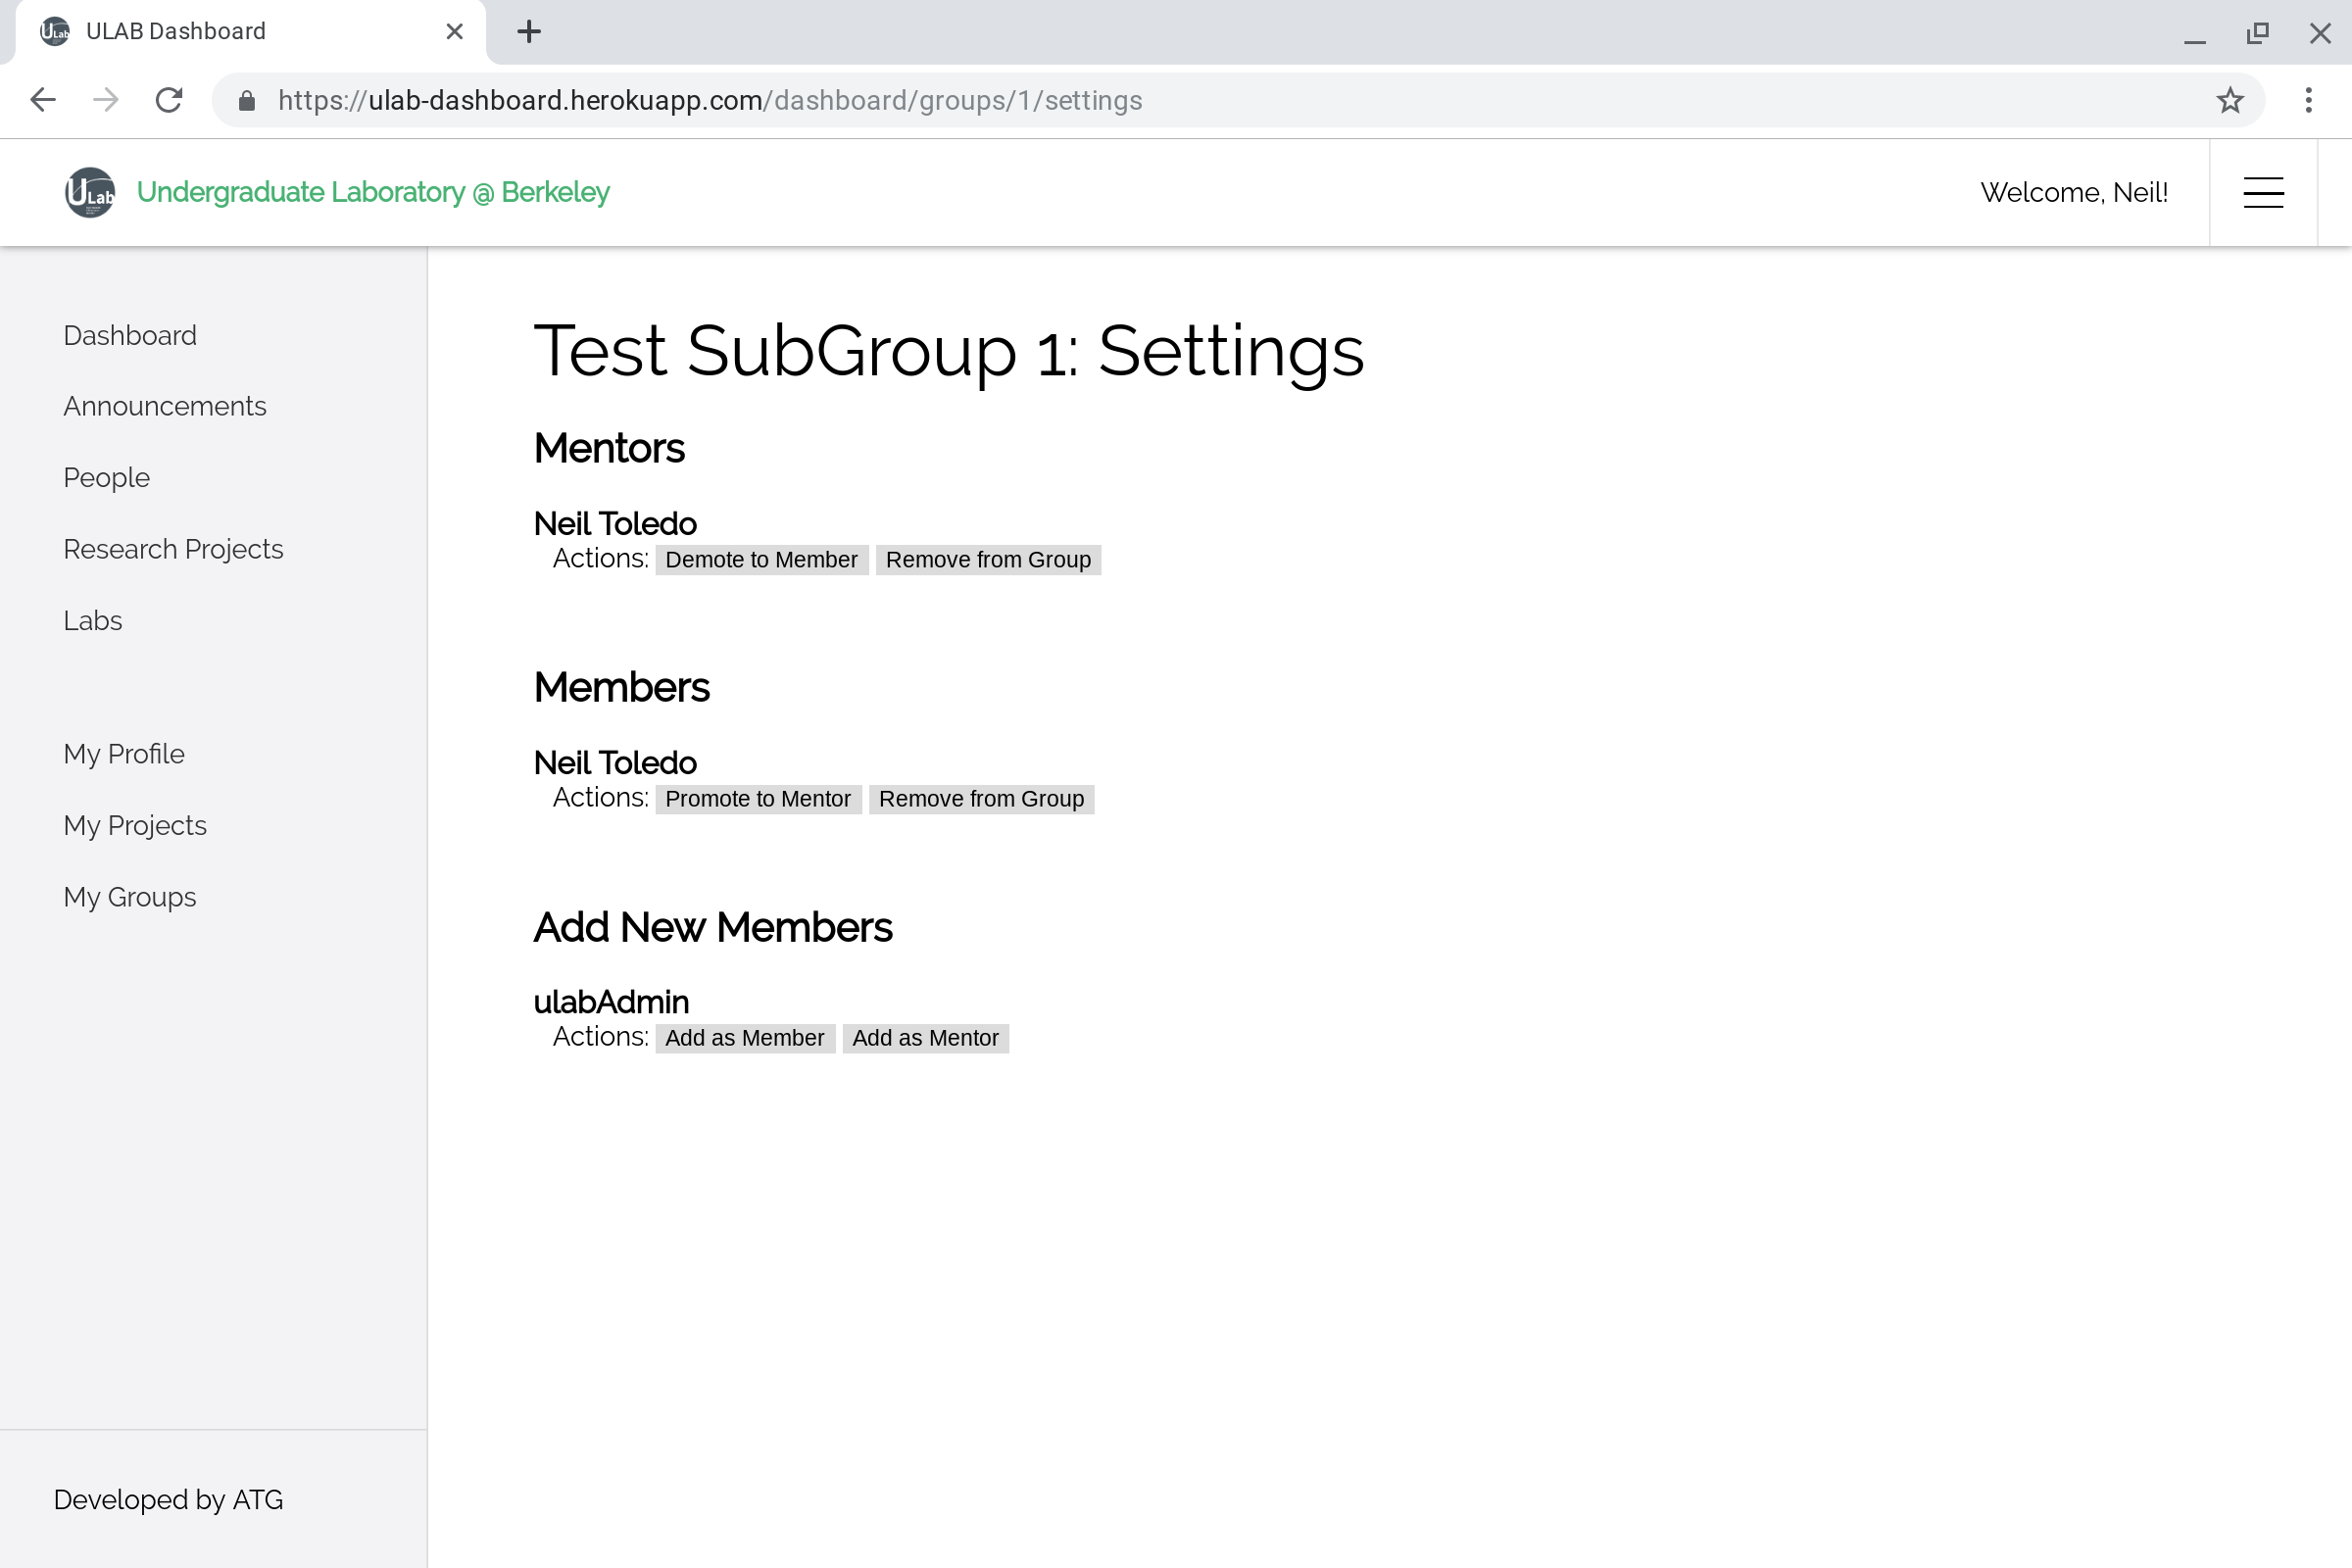 ULAB Dashboard
https://ulab-dashboard.herokuapp.com/dashboard/groups/1/settings
ULab
Undergraduate Laboratory @ Berkeley
Welcome, Neil!
Dashboard
Announcements
People
Research Projects
Labs
My Profile
My Projects
My Groups
Developed by ATG
Test SubGroup 1: Settings
Mentors
Neil Toledo
Actions: Demote to Member Remove from Group
Members
Neil Toledo
Actions: Promote to Mentor Remove from Group
Add New Members
ulabAdmin
Actions: Add as Member Add as Mentor